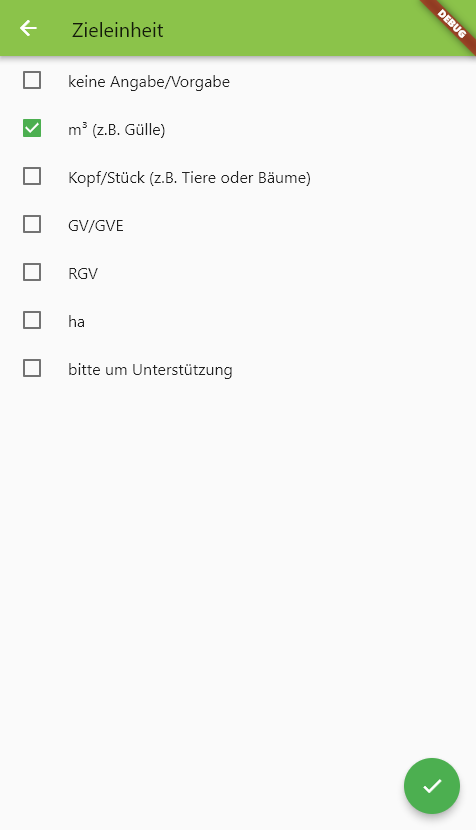 Zieleinheit
DEBUG
keine Angabe/Vorgabe
m³ (z.B. Gülle)
Kopf/Stück (z.B. Tiere oder Bäume)
GV/GVE
RGV
ha
bitte um Unterstützung